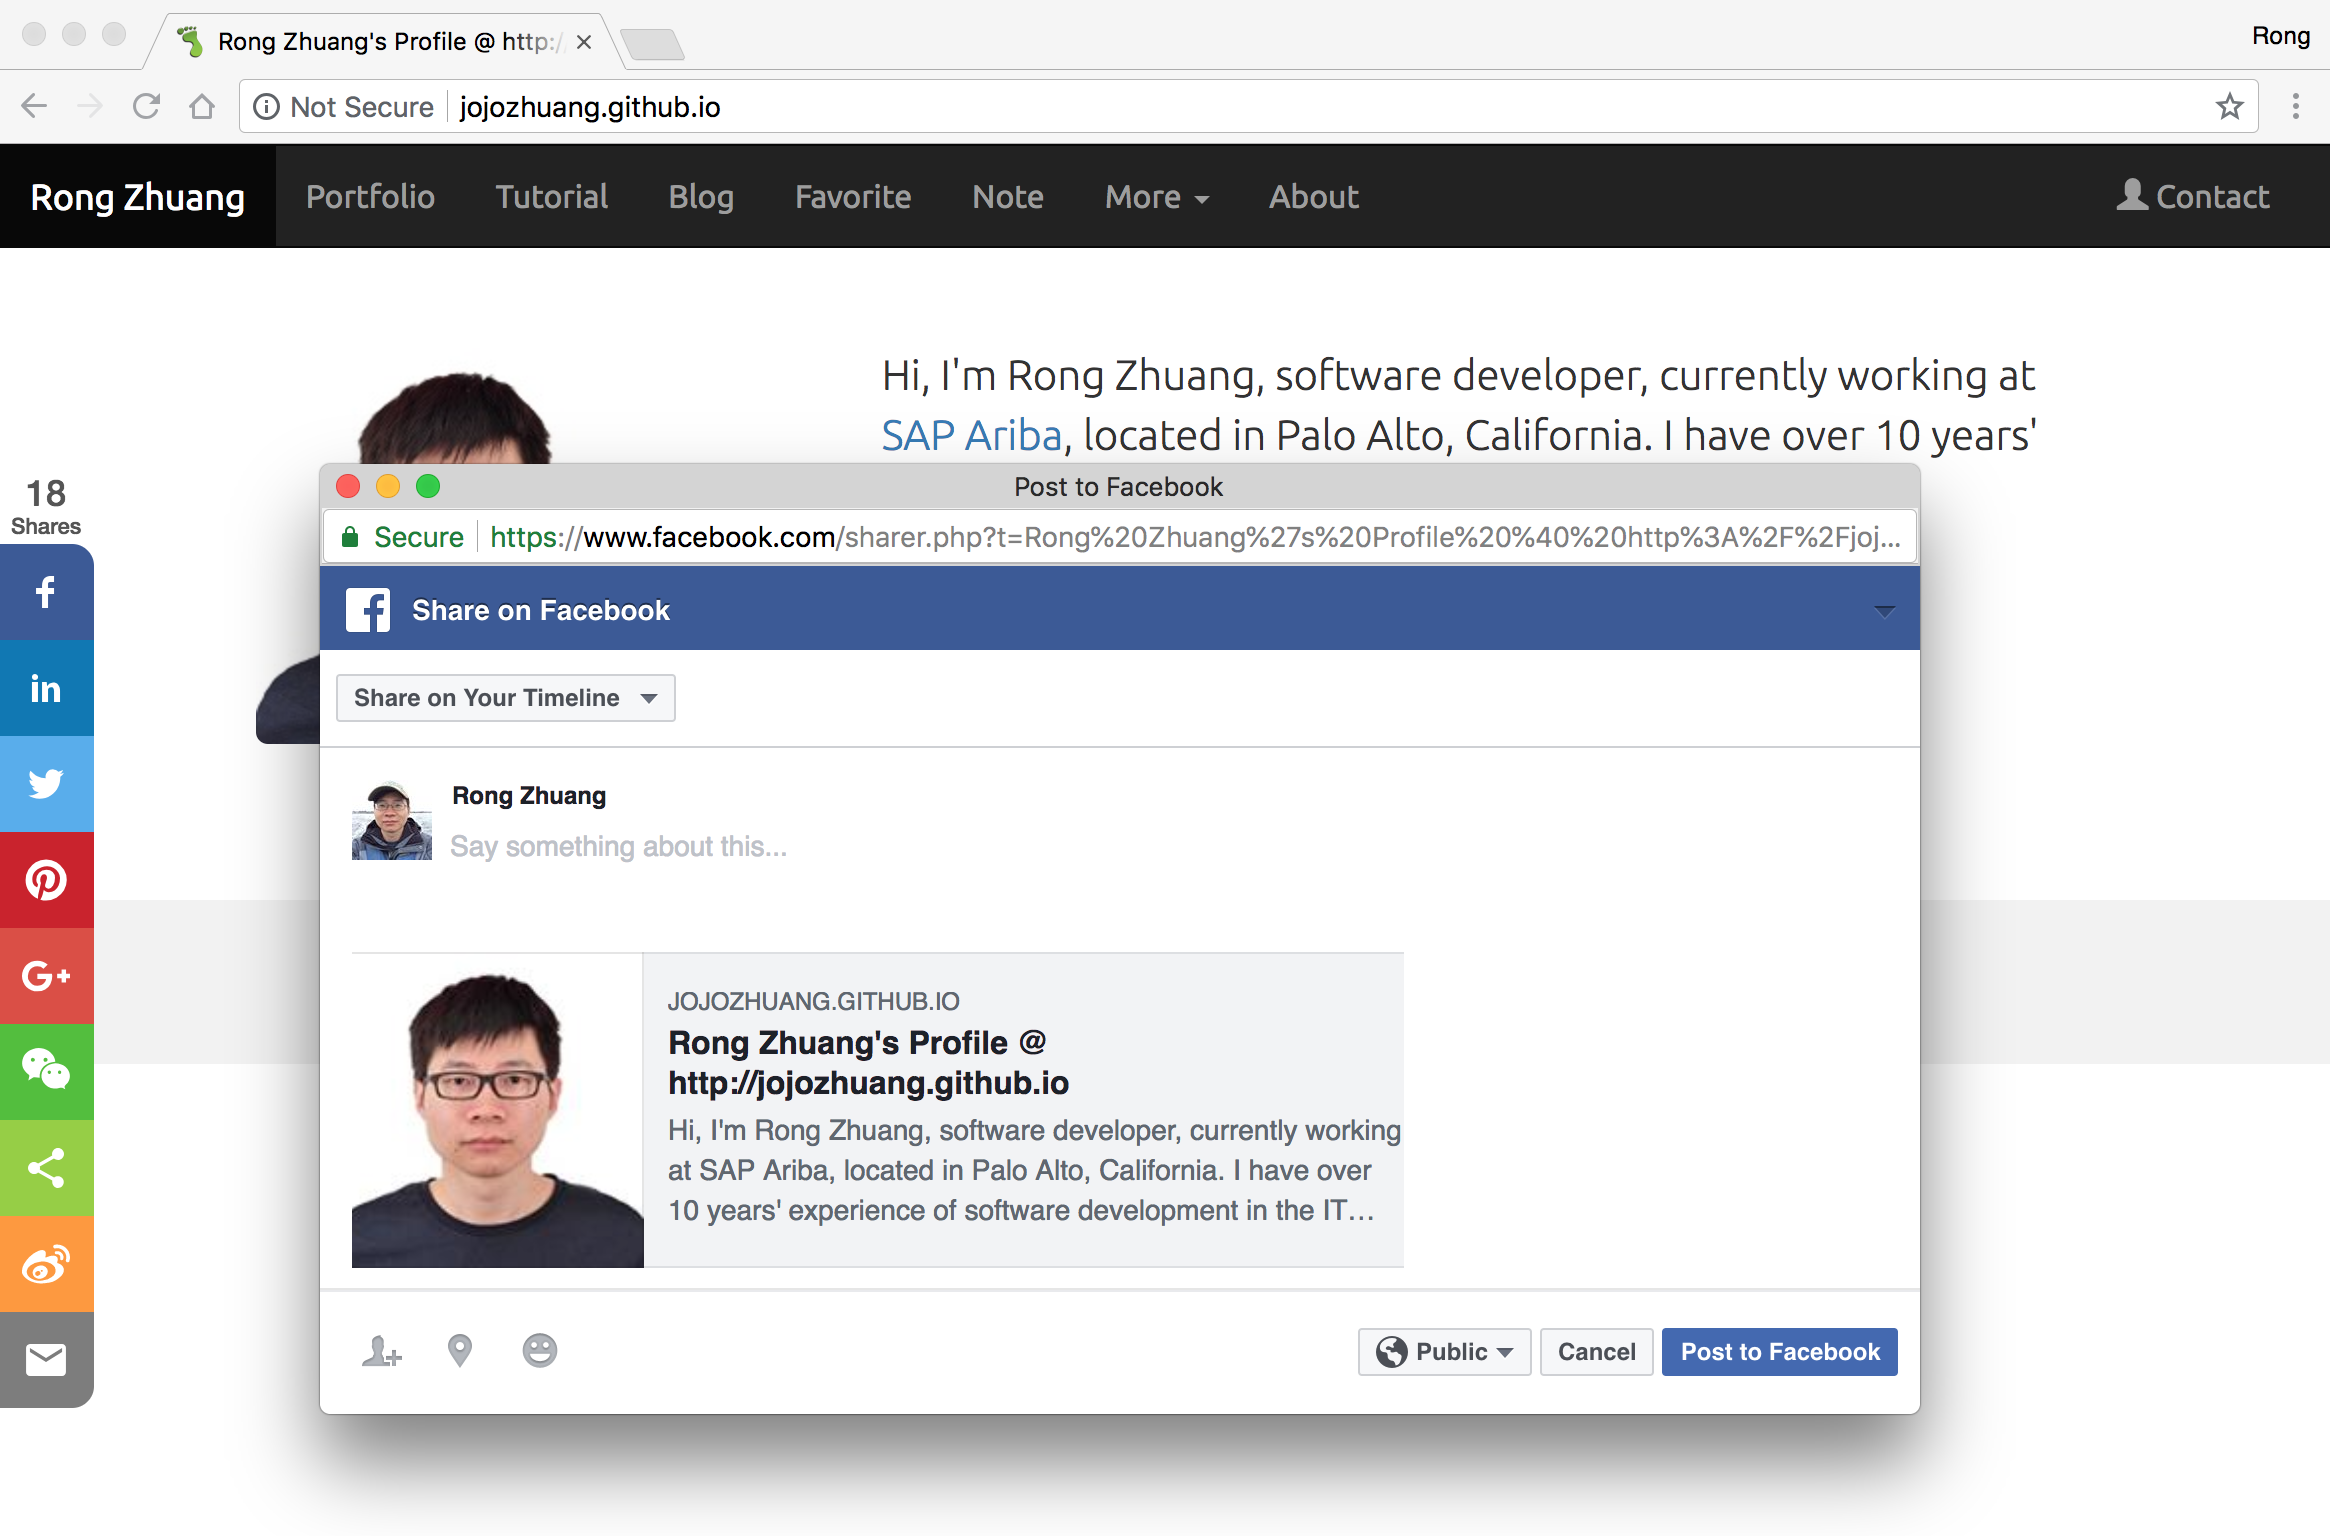 Rong Zhuang's Profile @ http:/
Rong
Not Secure jojozhuang.github.io
Rong Zhuang Portfolio Tutorial Blog Favorite Note More About Contact
Hi, I'm Rong Zhuang, software developer, currently working at
SAP Ariba, located in Palo Alto, California. I have over 10 years'
18
Shares
f
in
G+
Post to Facebook
Secure https://www.facebook.com/sharer.php?t=Rong%20Zhuang%27s%20Profile%20%40%20http%3A%2F%2Fjoj...
f Share on Facebook
Share on Your Timeline
Rong Zhuang
Say something about this...
JOJOZHUANG.GITHUB.IO
Rong Zhuang's Profile @
http://jojozhuang.github.io
Hi, I'm Rong Zhuang, software developer, currently working
at SAP Ariba, located in Palo Alto, California. I have over
10 years' experience of software development in the IT...
Public Cancel Post to Facebook